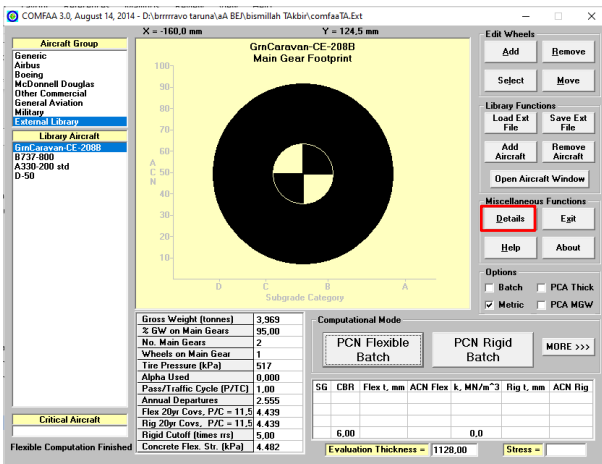 COMFAA 3.0, August 14, 2014 - D:\brrrrravo taruna\aA BEJ\bismillah TAkbir\comfaaTA.Ext
X = -160,0 mm Y = 124,5 mm
Aircraft Group
Generic
Airbus
Boeing
McDonnell Douglas
Other Commercial
General Aviation
Military
External Library
Library Aircraft
GrnCaravan-CE-208B
B737-800
A330-200 std
D-50
Critical Aircraft
Flexible Computation Finished
GrnCaravan-CE-208B
Main Gear Footprint
100
90
80
70
60
A
C 50
N
40
30
20
10
D C B A
Subgrade Category
Gross Weight (tonnes) 3,969
% GW on Main Gears 95,00
No. Main Gears 2
Wheels on Main Gear 1
Tire Pressure (kPa) 517
Alpha Used 0,000
Pass/Traffic Cycle (P/TC) 1,00
Annual Departures 2.555
Flex 20yr Covs, P/C = 11,5 4.439
Rig 20yr Covs, P/C = 11,5 4.439
Rigid Cutoff (times rrs) 5,00
Concrete Flex. Str. (kPa) 4.482
Computational Mode
PCN Flexible
Batch
PCN Rigid
Batch
MORE >>>
SG CBR Flex t, mm ACN Flex k, MN/m^3 Rig t, mm ACN Rig
6,00 0,0
Evaluation Thickness = 1128,00 Stress =
Edit Wheels
Add Remove
Select Move
Library Functions
Load Ext
File
Save Ext
File
Add
Aircraft
Remove
Aircraft
Open Aircraft Window
Miscellaneous Functions
Details Exit
Help About
Options
Batch PCA Thick
Metric PCA MGW